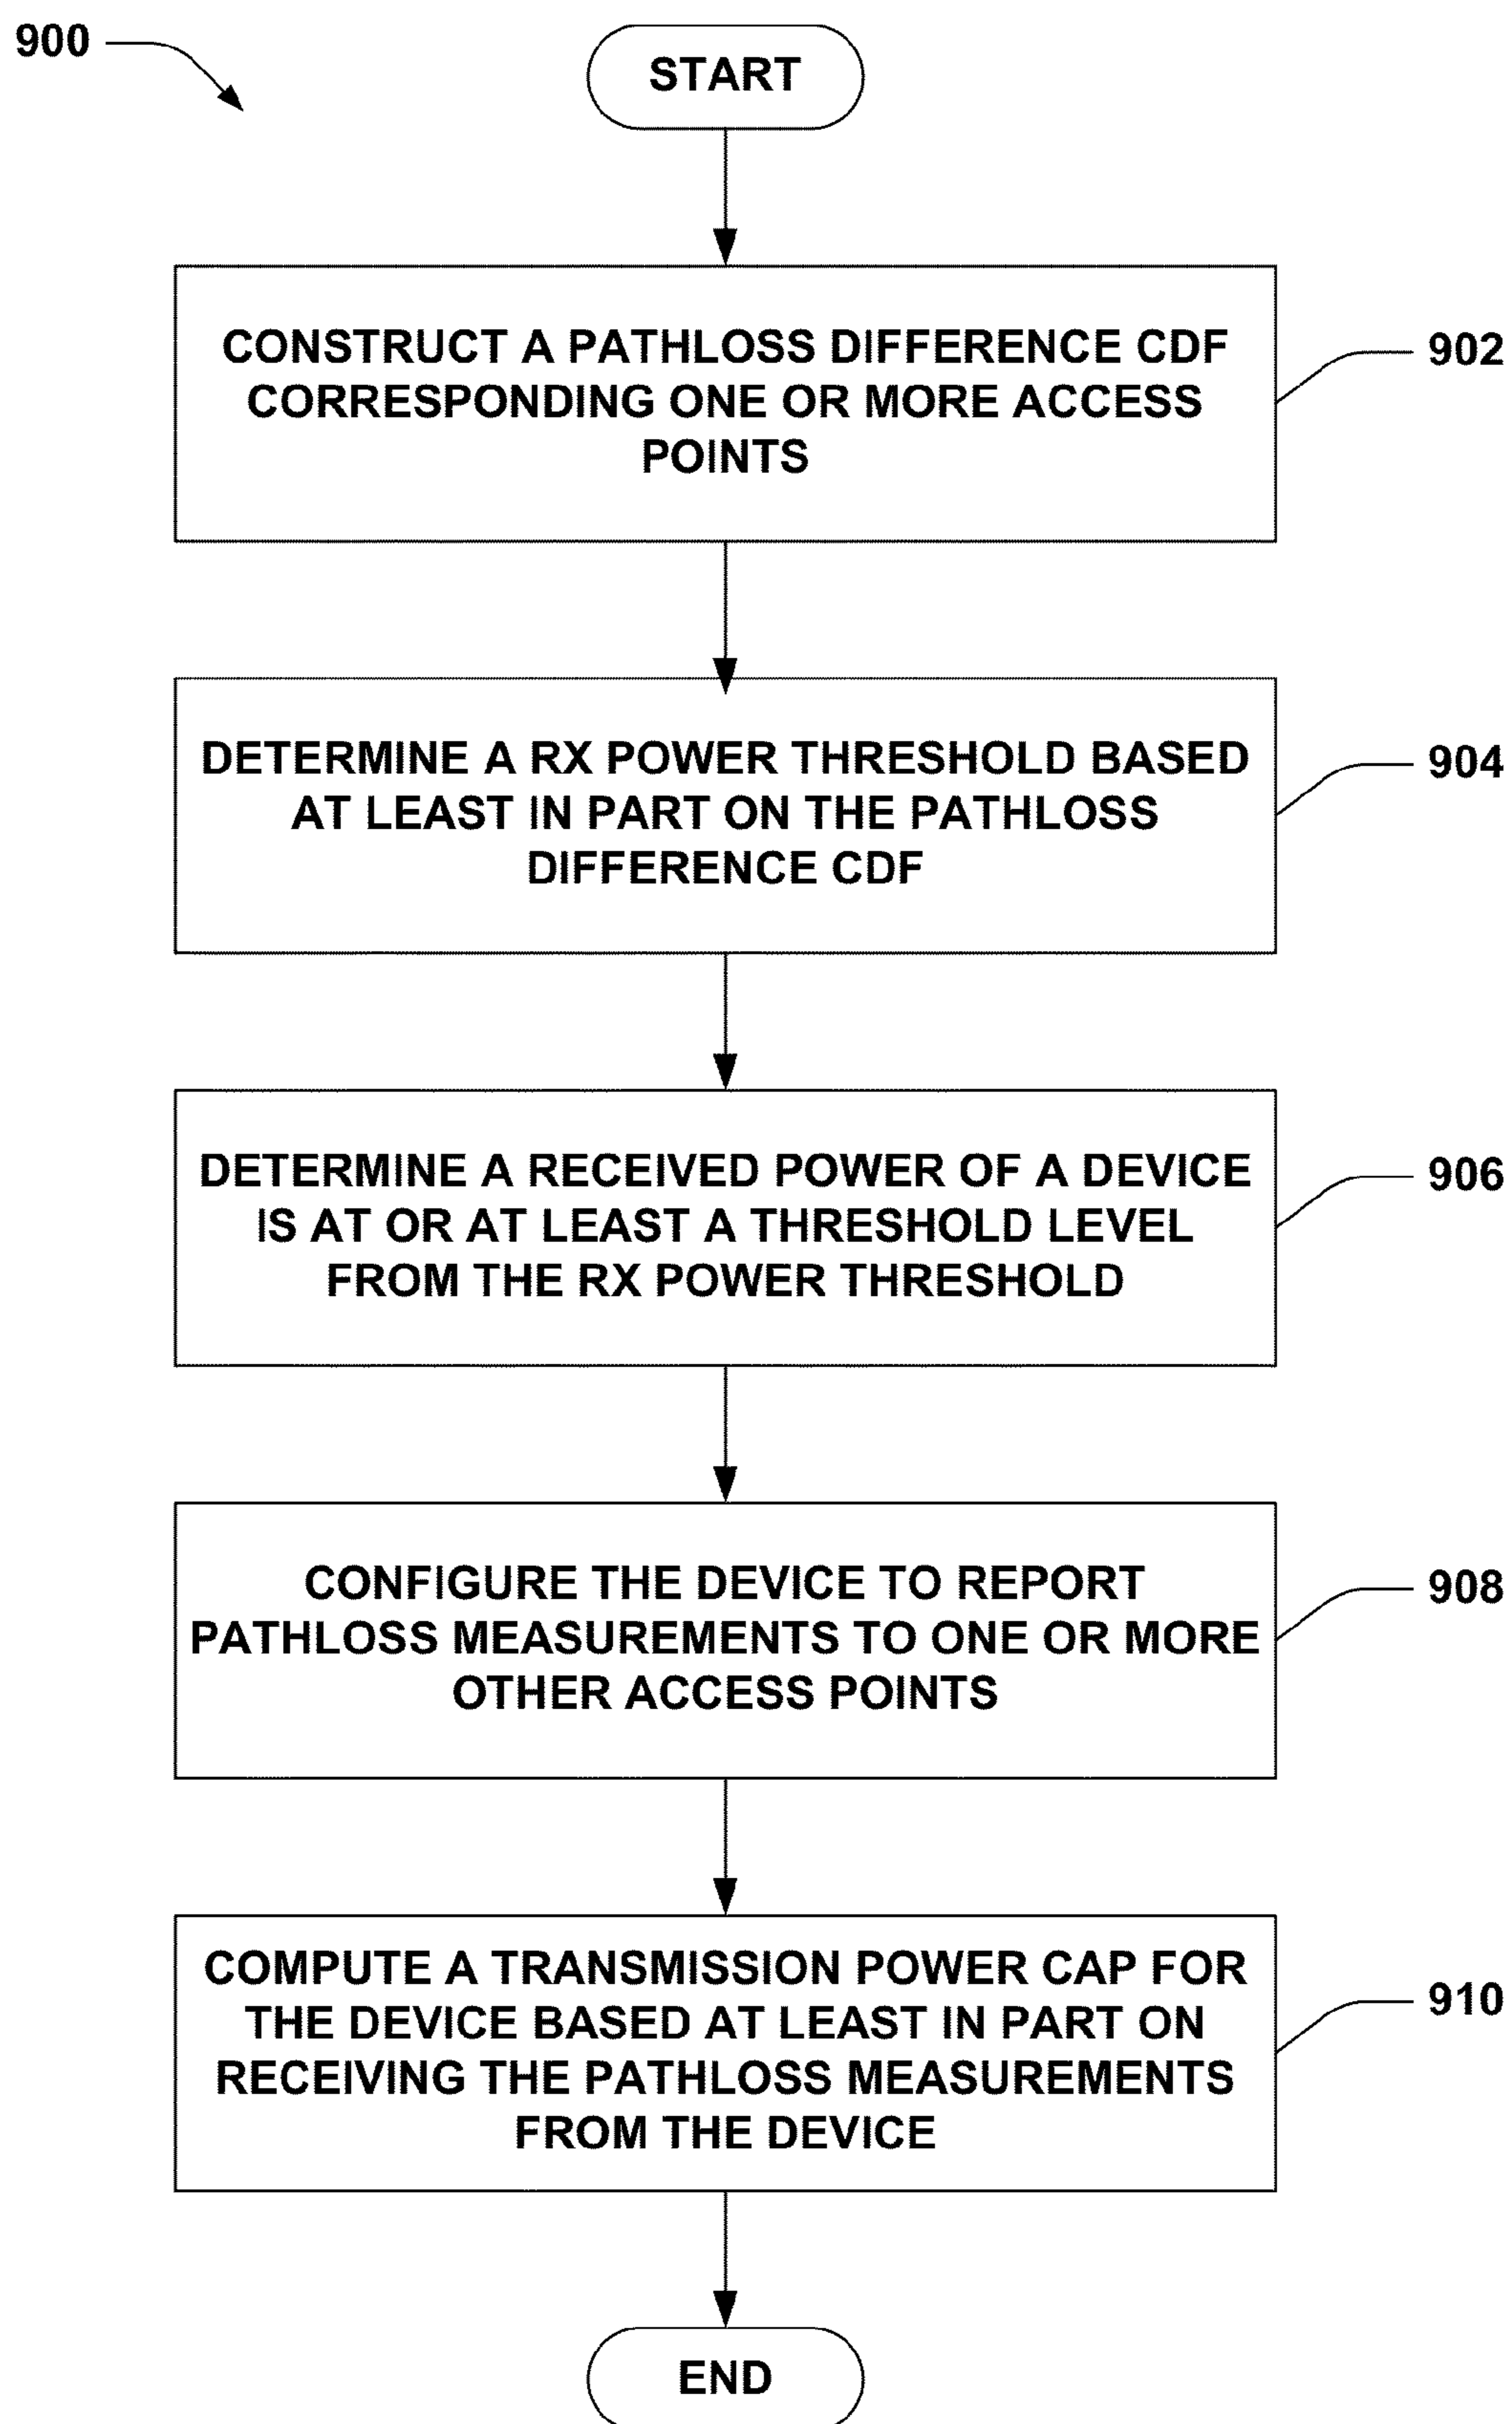 900
START
CONSTRUCT A PATHLOSS DIFFERENCE CDF
CORRESPONDING ONE OR MORE ACCESS
POINTS
902
DETERMINE A RX POWER THRESHOLD BASED
AT LEAST IN PART ON THE PATHLOSS
DIFFERENCE CDF
904
DETERMINE A RECEIVED POWER OF A DEVICE
IS AT OR AT LEAST A THRESHOLD LEVEL
FROM THE RX POWER THRESHOLD
906
CONFIGURE THE DEVICE TO REPORT
PATHLOSS MEASUREMENTS TO ONE OR MORE
OTHER ACCESS POINTS
908
COMPUTE A TRANSMISSION POWER CAP FOR
THE DEVICE BASED AT LEAST IN PART ON
RECEIVING THE PATHLOSS MEASUREMENTS
FROM THE DEVICE
910
END